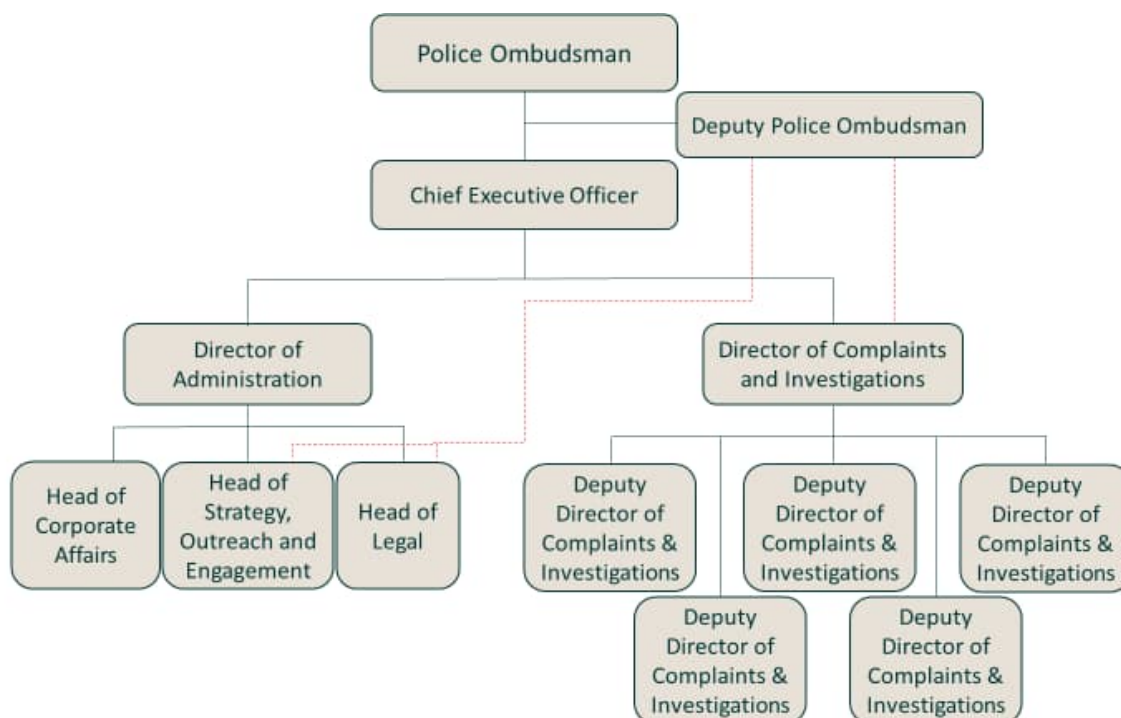 Police Ombudsman
Deputy Police Ombudsman
Chief Executive Officer
Director of
Administration
Director of Complaints
and Investigations
Head of
Corporate
Affairs
Head of
Strategy,
Outreach and
Engagement
Head of
Legal
Deputy
Director of
Complaints &
Investigations
Deputy
Director of
Complaints &
Investigations
Deputy
Director of
Complaints &
Investigations
Deputy
Director of
Complaints &
Investigations
Deputy
Director of
Complaints &
Investigations